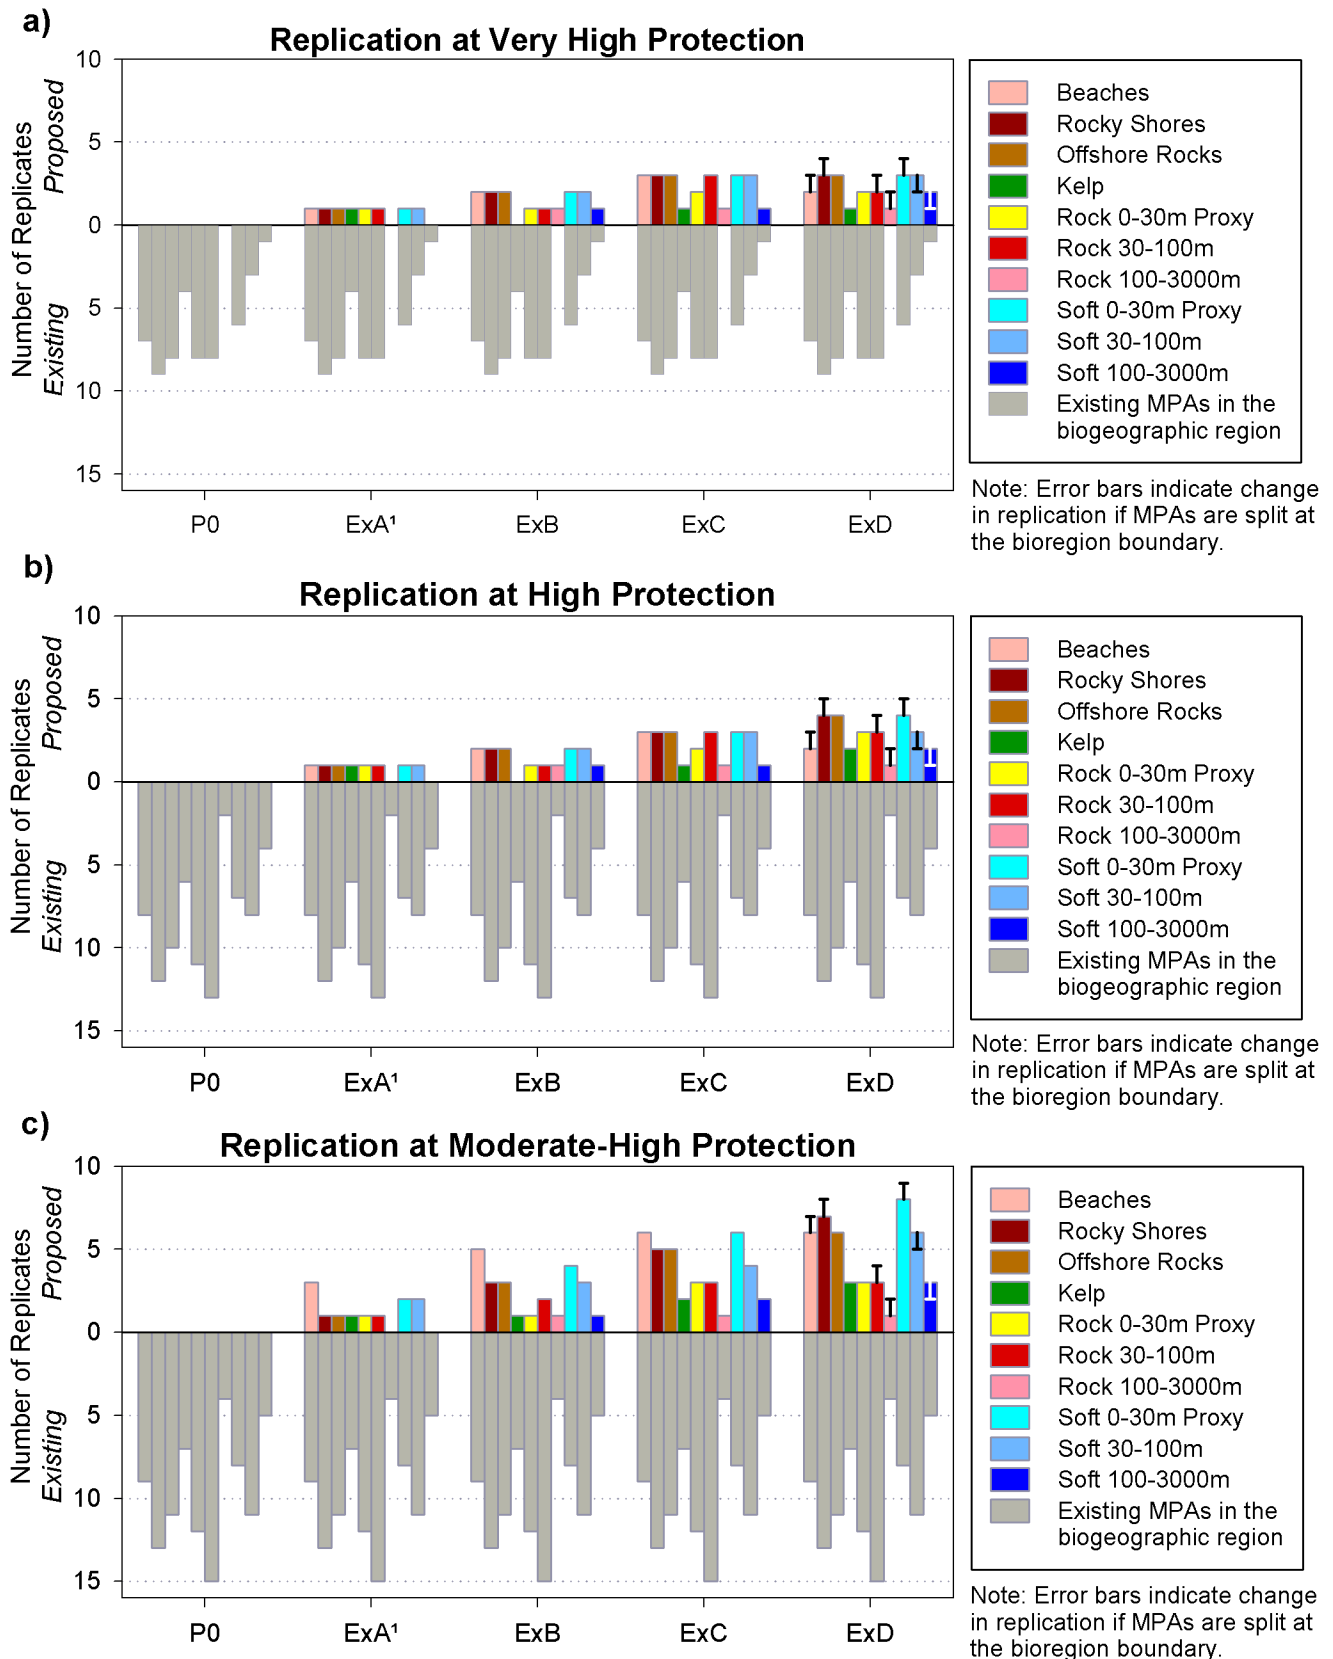 a)
Replication at Very High Protection
10
5
0
5
10
15
Number of Replicates
Existing Proposed
P0 ExA¹ ExB ExC ExD
Beaches
Rocky Shores
Offshore Rocks
Kelp
Rock 0-30m Proxy
Rock 30-100m
Rock 100-3000m
Soft 0-30m Proxy
Soft 30-100m
Soft 100-3000m
Existing MPAs in the
biogeographic region
Note: Error bars indicate change
in replication if MPAs are split at
the bioregion boundary.
b)
Replication at High Protection
10
5
0
5
10
15
Number of Replicates
Existing Proposed
P0 ExA¹ ExB ExC ExD
Beaches
Rocky Shores
Offshore Rocks
Kelp
Rock 0-30m Proxy
Rock 30-100m
Rock 100-3000m
Soft 0-30m Proxy
Soft 30-100m
Soft 100-3000m
Existing MPAs in the
biogeographic region
Note: Error bars indicate change
in replication if MPAs are split at
the bioregion boundary.
c)
Replication at Moderate-High Protection
10
5
0
5
10
15
Number of Replicates
Existing Proposed
P0 ExA¹ ExB ExC ExD
Beaches
Rocky Shores
Offshore Rocks
Kelp
Rock 0-30m Proxy
Rock 30-100m
Rock 100-3000m
Soft 0-30m Proxy
Soft 30-100m
Soft 100-3000m
Existing MPAs in the
biogeographic region
Note: Error bars indicate change
in replication if MPAs are split at
the bioregion boundary.